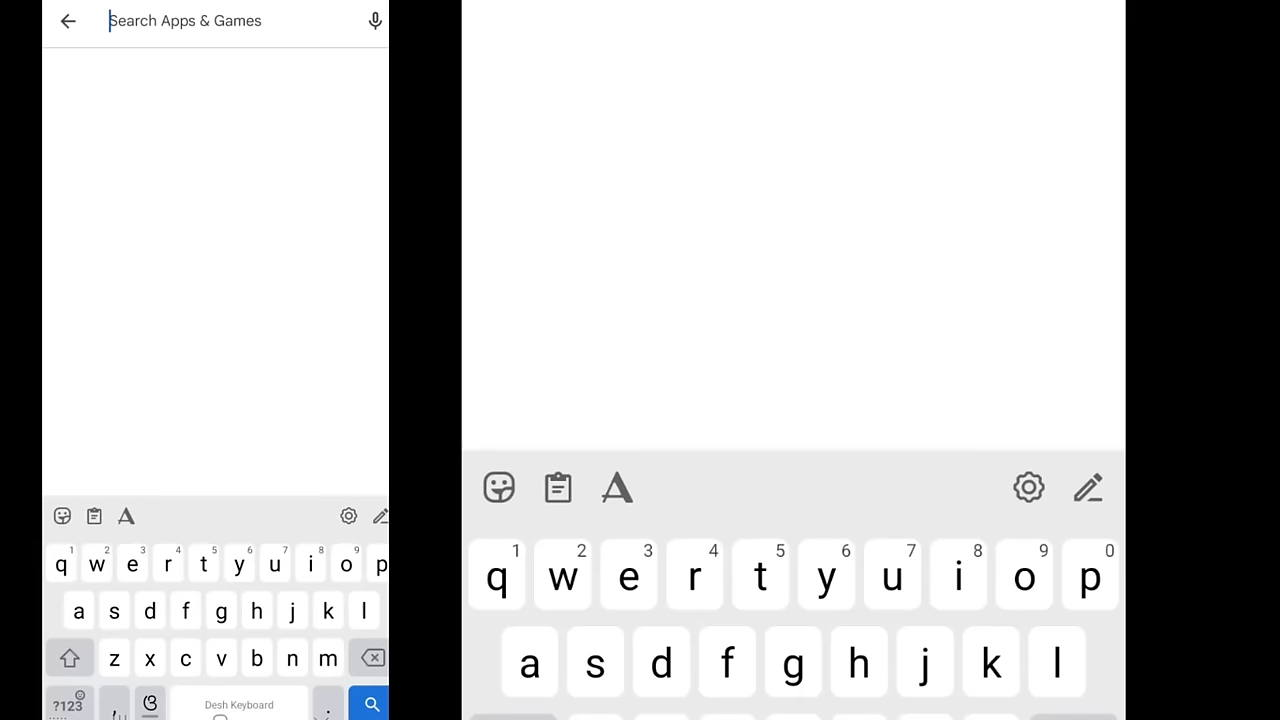 Search Apps & Games
1 2 3 4 5 6 7 8 9
q w e r t y u i o p
a s d f g h j k l
z x c v b n m
?123 , Desh Keyboard .
1 2 3 4 5 6 7 8 9 0
q w e r t y u i o p
a s d f g h j k l